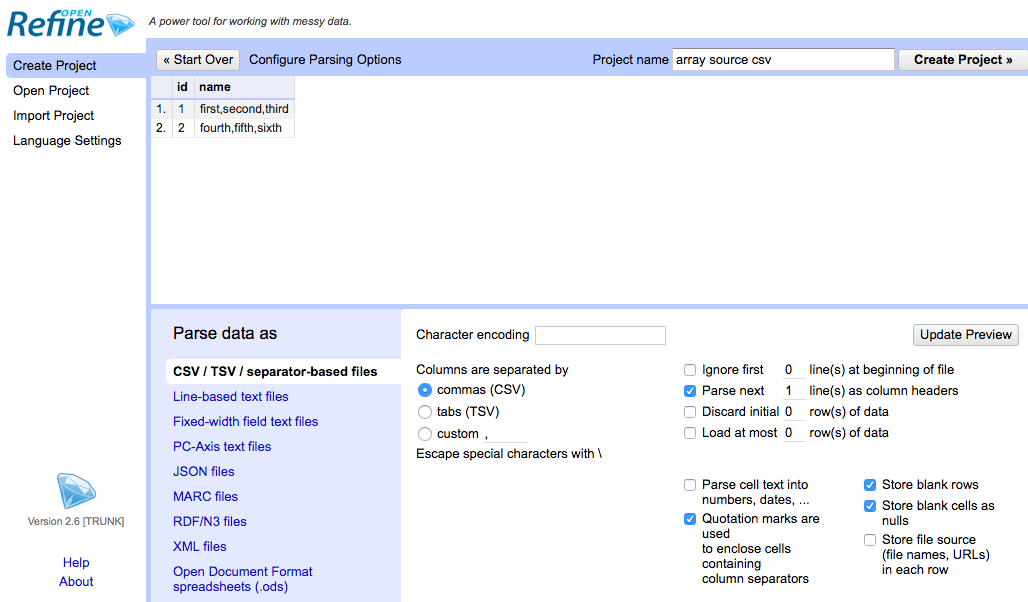 OPEN
Refine
A power tool for working with messy data.
Create Project
Open Project
Import Project
Language Settings
« Start Over
Configure Parsing Options
Project name
array source csv
Create Project »
id name
1. 1 first,second,third
2. 2 fourth,fifth,sixth
Parse data as
CSV / TSV / separator-based files
Line-based text files
Fixed-width field text files
PC-Axis text files
JSON files
MARC files
RDF/N3 files
XML files
Open Document Format
spreadsheets (.ods)
Character encoding
Update Preview
Columns are separated by
commas (CSV)
tabs (TSV)
custom ,
Escape special characters with \
Ignore first 0 line(s) at beginning of file
Parse next 1 line(s) as column headers
Discard initial 0 row(s) of data
Load at most 0 row(s) of data
Parse cell text into
numbers, dates, ...
Quotation marks are
used
to enclose cells
containing
column separators
Store blank rows
Store blank cells as
nulls
Store file source
(file names, URLs)
in each row
Version 2.6 [TRUNK]
Help
About